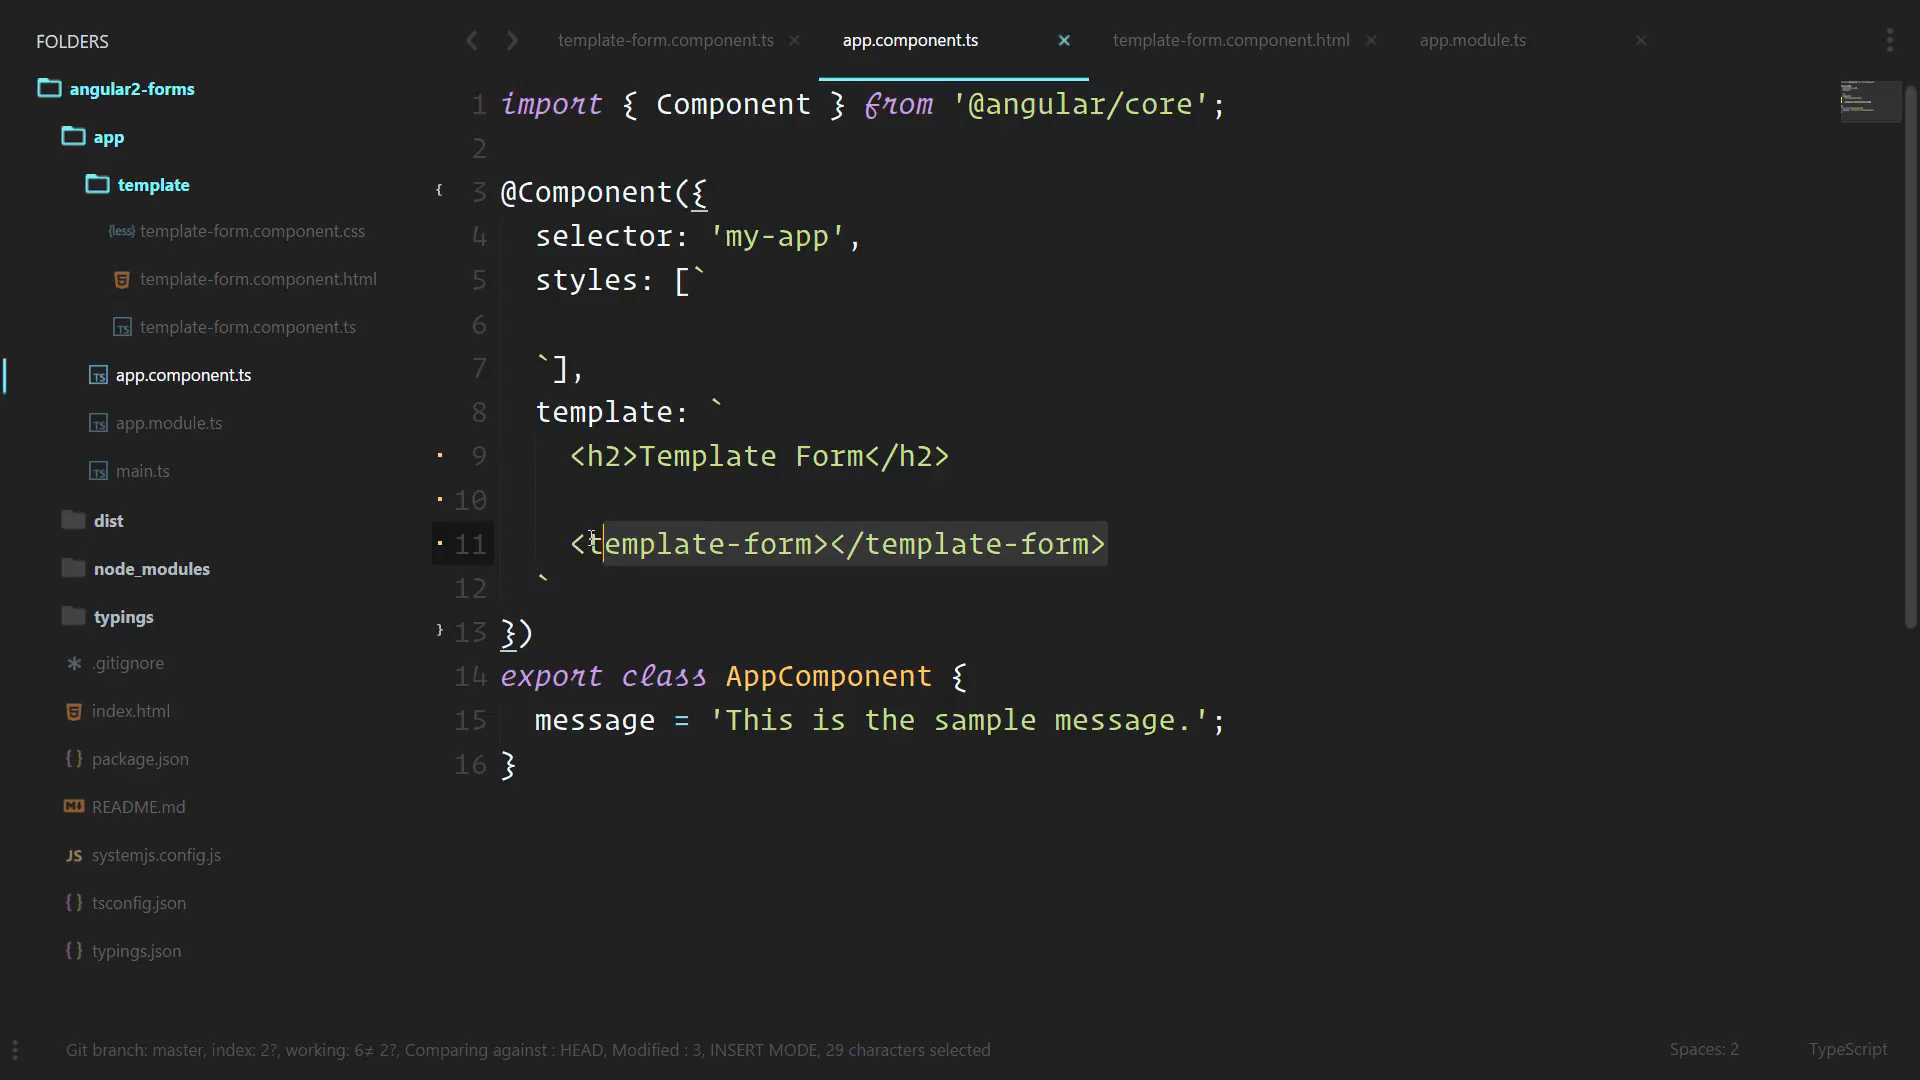 FOLDERS
angular2-forms
app
template
{less} template-form.component.css
template-form.component.html
TS template-form.component.ts
TS app.component.ts
TS app.module.ts
TS main.ts
dist
node_modules
typings
.gitignore
index.html
{ } package.json
README.md
JS systemjs.config.js
{ } tsconfig.json
{ } typings.json
template-form.component.ts × app.component.ts × template-form.component.html × app.module.ts ×
1 import { Component } from '@angular/core';
2
{ 3 @Component({
4 selector: 'my-app',
5 styles: [`
6
7 `],
8 template: `
9 <h2>Template Form</h2>
10
11 <template-form></template-form>
12 `
} 13 })
14 export class AppComponent {
15 message = 'This is the sample message.';
16 }
Git branch: master, index: 2?, working: 6≠ 2?, Comparing against : HEAD, Modified : 3, INSERT MODE, 29 characters selected
Spaces: 2 TypeScript